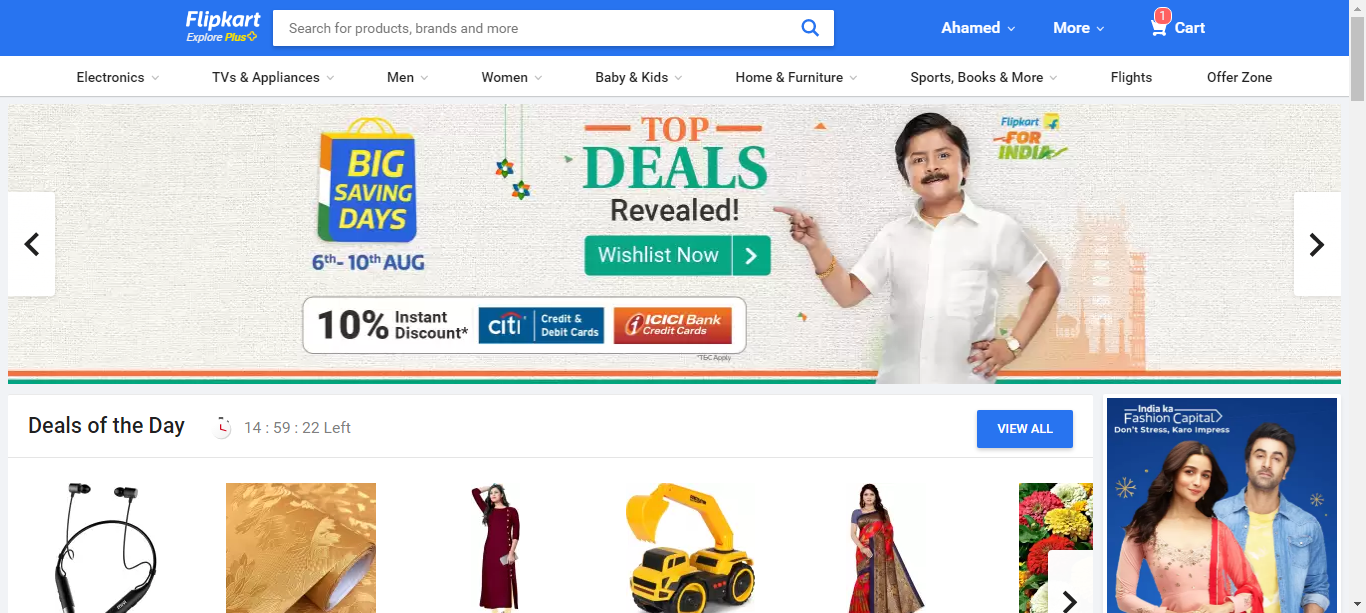 Flipkart
Explore Plus
Search for products, brands and more
Ahamed
More
1
Cart
Electronics
TVs & Appliances
Men
Women
Baby & Kids
Home & Furniture
Sports, Books & More
Flights
Offer Zone
BIG
SAVING
DAYS
6th- 10th AUG
TOP
DEALS
Revealed!
Wishlist Now
Flipkart
FOR
INDIA
10% Instant
Discount*
citi
Credit &
Debit Cards
ICICI Bank
Credit Cards
*T&C Apply
Deals of the Day
14 : 59 : 22 Left
VIEW ALL
India ka
Fashion Capital
Don't Stress, Karo Impress